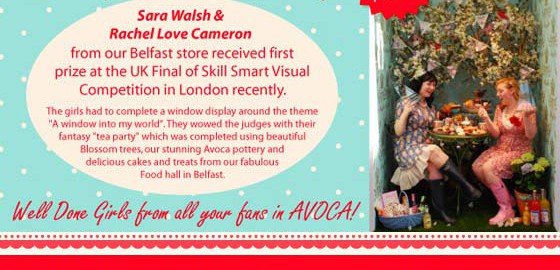 Sara Walsh &
Rachel Love Cameron
from our Belfast store received first
prize at the UK Final of Skill Smart Visual
Competition in London recently.
The girls had to complete a window display around the theme
"A window into my world". They wowed the judges with their
fantasy "tea party" which was completed using beautiful
Blossom trees, our stunning Avoca pottery and
delicious cakes and treats from our fabulous
Food hall in Belfast.
Well Done Girls from all your fans in AVOCA!